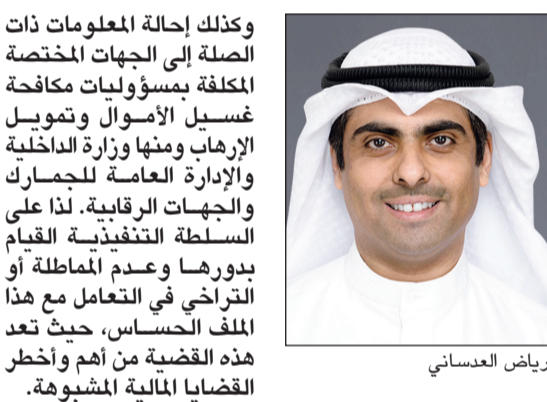 وكذلك إحالة المعلومات ذات
الصلة إلى الجهات المختصة
المكلفة بمسؤوليات مكافحة
غسيل الأموال وتمويل
الإرهاب ومنها وزارة الداخلية
والإدارة العامة للجمارك
والجهات الرقابية. لذا على
السلطة التنفيذية القيام
بدورها وعدم المماطلة أو
التراخي في التعامل مع هذا
الملف الحساس، حيث تعد
هذه القضية من أهم وأخطر
القضايا المالية المشبوهة.
رياض العدساني